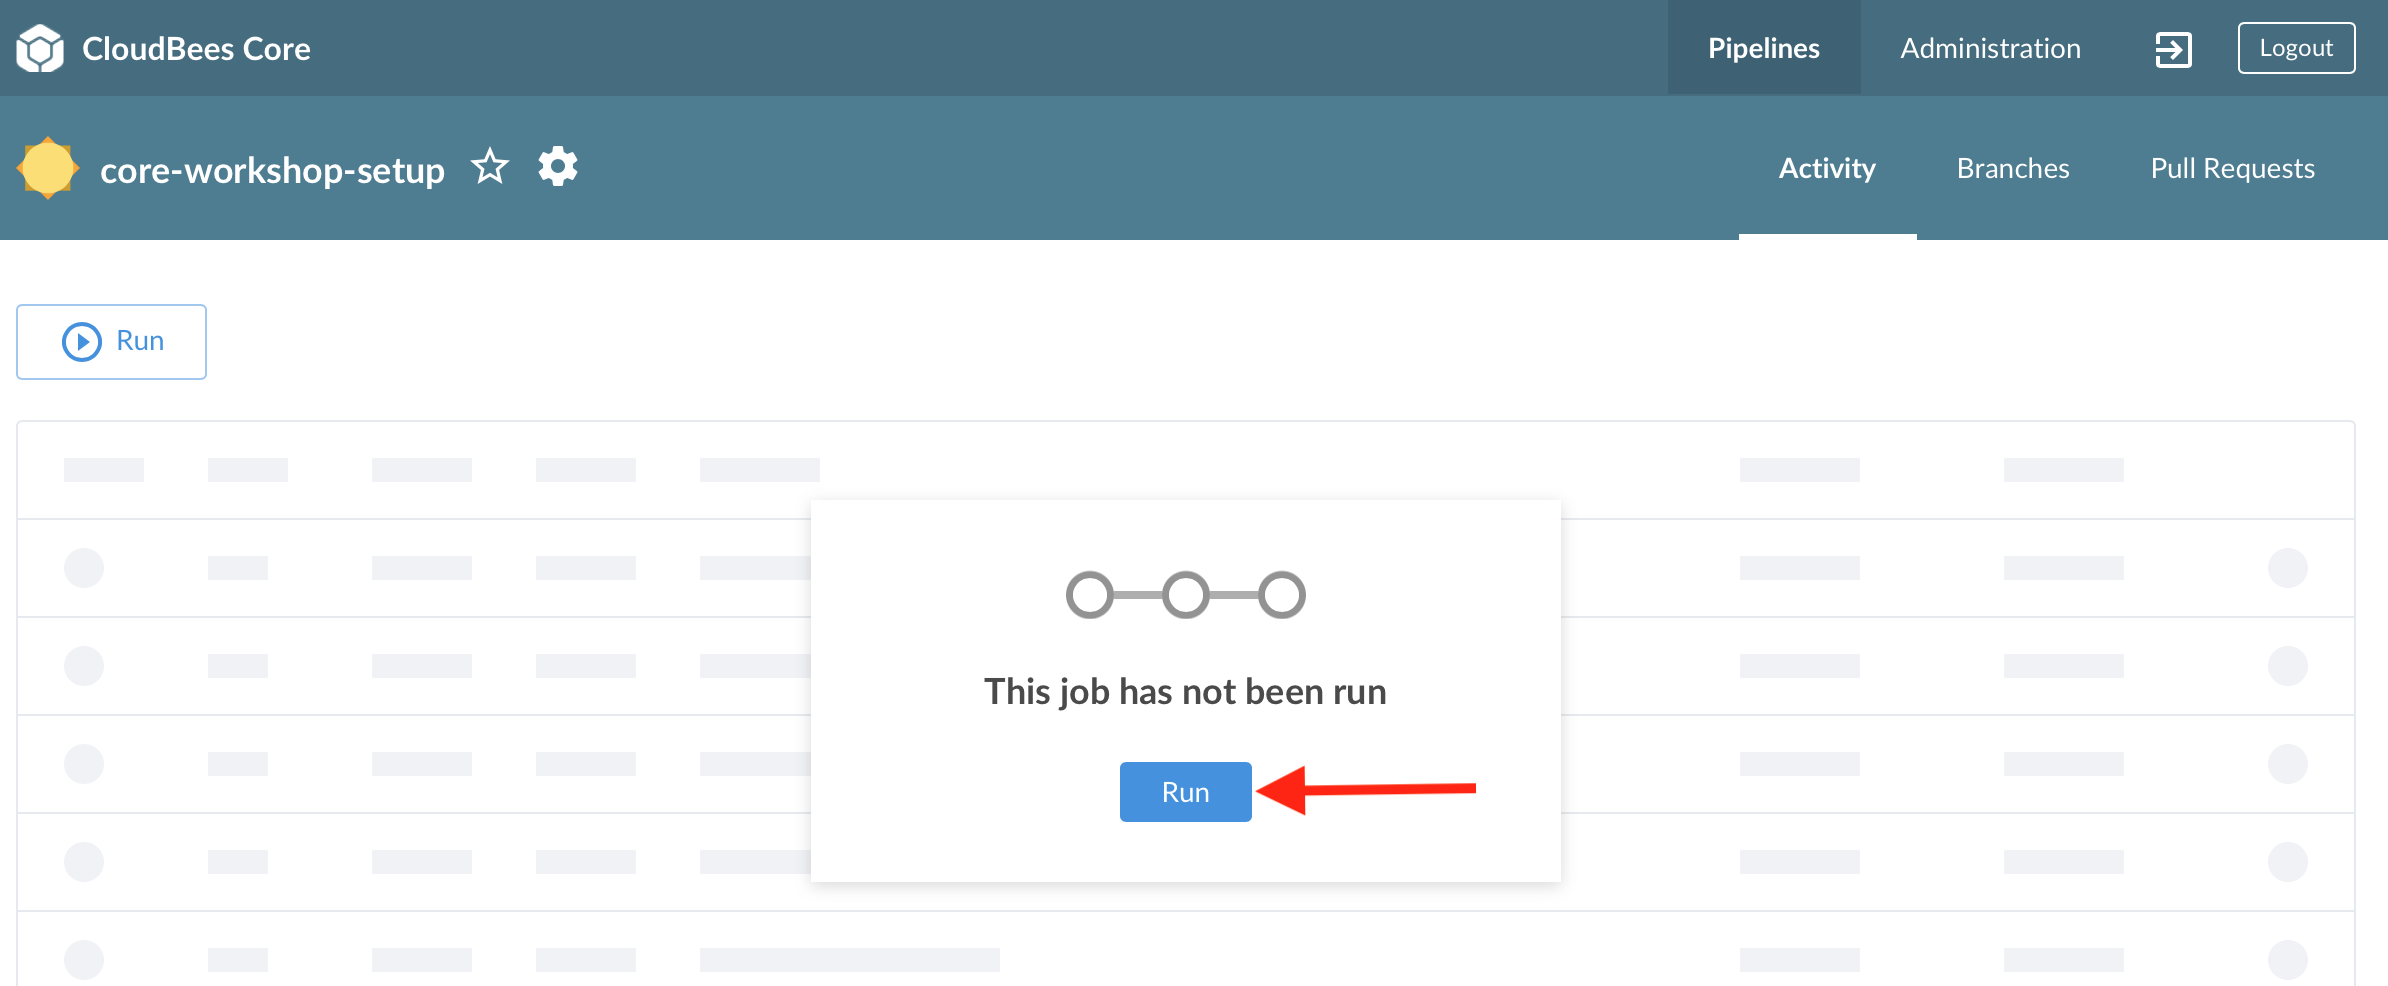 CloudBees Core
Pipelines
Administration
Logout
core-workshop-setup
Activity
Branches
Pull Requests
Run
This job has not been run
Run